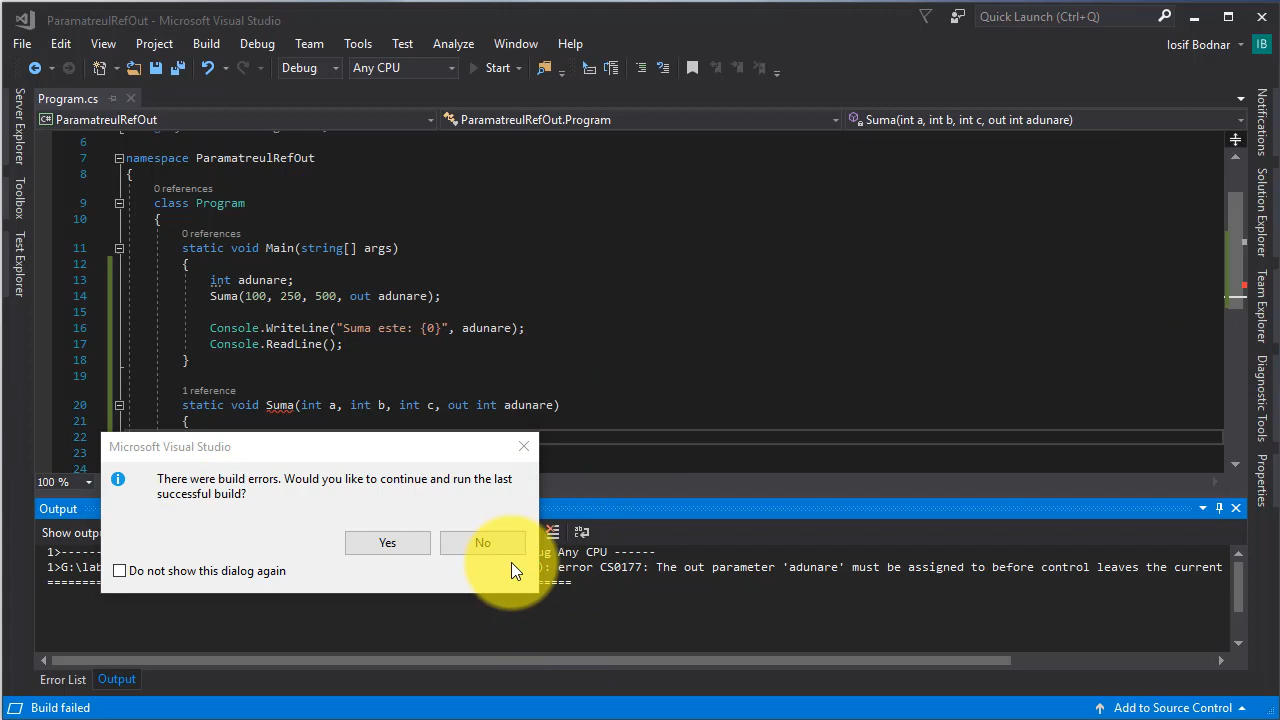 ParamatreulRefOut - Microsoft Visual Studio
Quick Launch (Ctrl+Q)
File Edit View Project Build Debug Team Tools Test Analyze Window Help
Iosif Bodnar IB
Debug Any CPU Start
Server Explorer
Toolbox
Test Explorer
Program.cs
C# ParamatreulRefOut ParamatreulRefOut.Program Suma(int a, int b, int c, out int adunare)
6
7 namespace ParamatreulRefOut
8 {
0 references
9 class Program
10 {
0 references
11 static void Main(string[] args)
12 {
13 int adunare;
14 Suma(100, 250, 500, out adunare);
15
16 Console.WriteLine("Suma este: {0}", adunare);
17 Console.ReadLine();
18 }
19
1 reference
20 static void Suma(int a, int b, int c, out int adunare)
21 {
22
23
24
100 %
Microsoft Visual Studio
There were build errors. Would you like to continue and run the last
successful build?
Yes No
Do not show this dialog again
Output
Show outpu
1>------ ug Any CPU ------
1>G:\lab ): error CS0177: The out parameter 'adunare' must be assigned to before control leaves the current
========== =====
Error List Output
Build failed
Add to Source Control
Notifications
Solution Explorer
Team Explorer
Diagnostic Tools
Properties